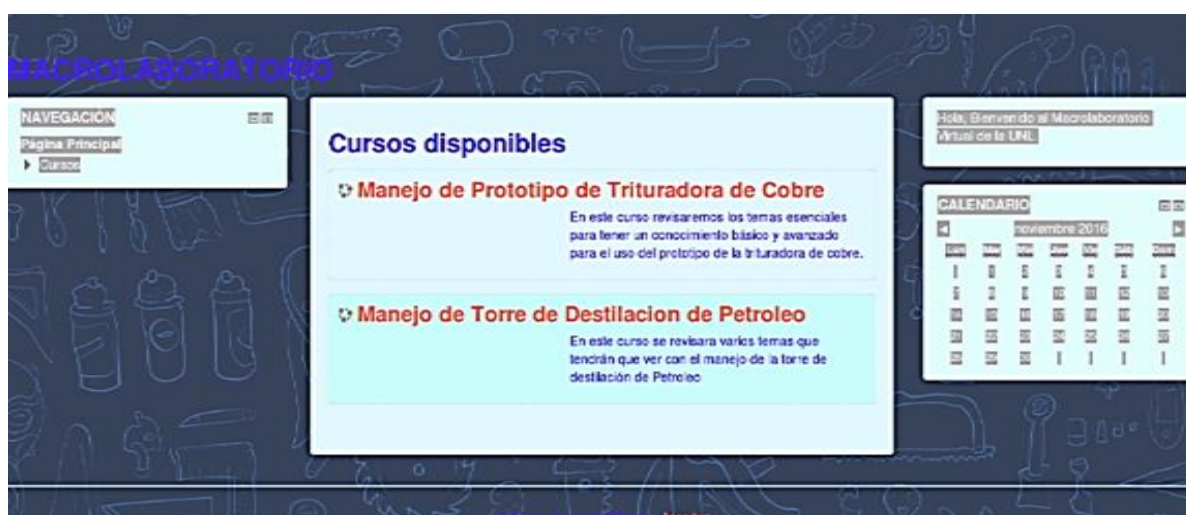 MACROLABORATORIO
NAVEGACIÓN
Página Principal
Cursos
Cursos disponibles
Manejo de Prototipo de Trituradora de Cobre
En este curso revisaremos los temas esenciales
para tener un conocimiento básico y avanzado
para el uso del prototipo de la trituradora de cobre.
Manejo de Torre de Destilacion de Petroleo
En este curso se revisara varios temas que
tendrán que ver con el manejo de la torre de
destilación de Petroleo
Hola, Bienvenido al Macrolaboratorio
Virtual de la UNL
CALENDARIO
noviembre 2016